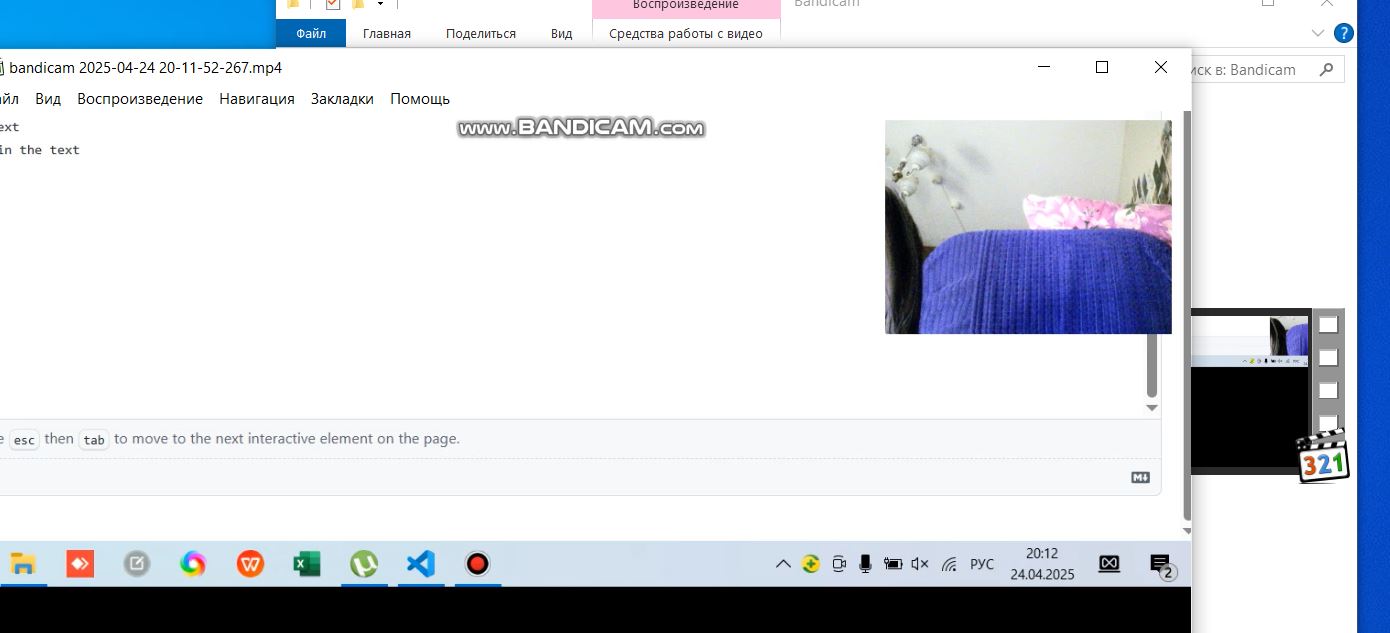 Воспроизведение
Bandicam
Файл Главная Поделиться Вид Средства работы с видео
?
bandicam 2025-04-24 20-11-52-267.mp4
иск в: Bandicam
йл Вид Воспроизведение Навигация Закладки Помощь
ext
www.BANDICAM.com
in the text
321
e esc then tab to move to the next interactive element on the page.
M
W
X
РУС
20:12
24.04.2025
2